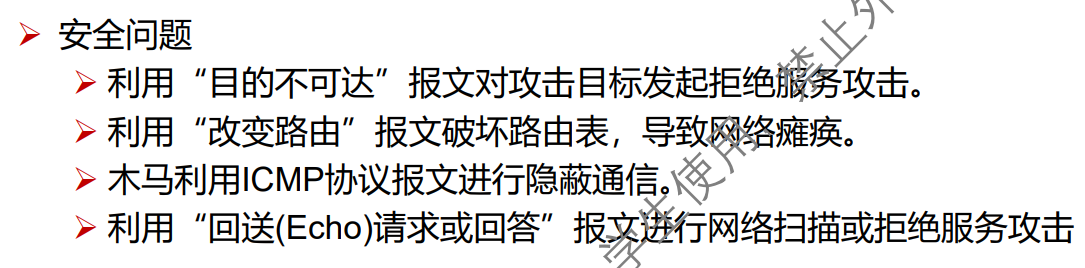 安全问题
利用“目的不可达”报文对攻击目标发起拒绝服务攻击。
利用“改变路由”报文破坏路由表，导致网络瘫痪。
木马利用ICMP协议报文进行隐蔽通信。
利用“回送(Echo)请求或回答”报文进行网络扫描或拒绝服务攻击
学生使用，禁止外